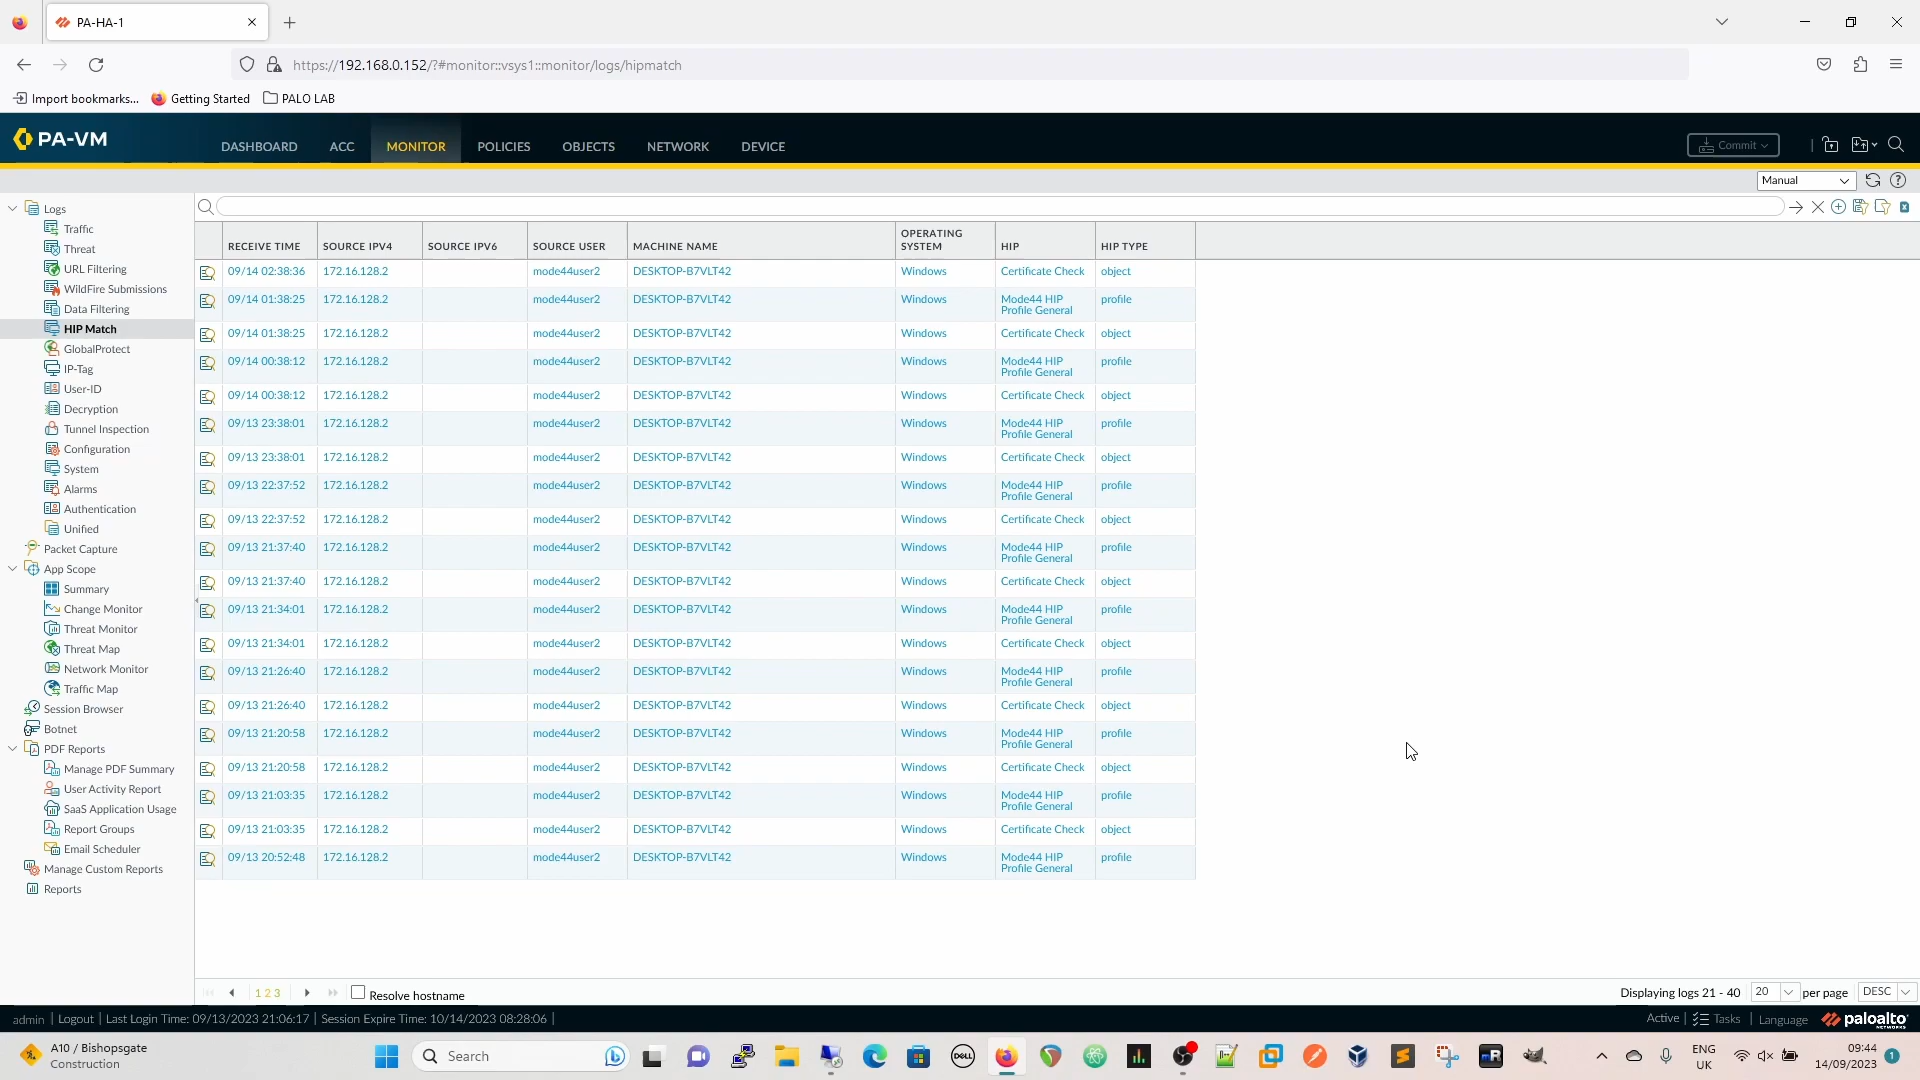 PA-HA-1
https://192.168.0.152/?#monitor::vsys1::monitor/logs/hipmatch
Import bookmarks... Getting Started PALO LAB
PA-VM DASHBOARD ACC MONITOR POLICIES OBJECTS NETWORK DEVICE Commit
Manual
Logs
Traffic
Threat
URL Filtering
WildFire Submissions
Data Filtering
HIP Match
GlobalProtect
IP-Tag
User-ID
Decryption
Tunnel Inspection
Configuration
System
Alarms
Authentication
Unified
Packet Capture
App Scope
Summary
Change Monitor
Threat Monitor
Threat Map
Network Monitor
Traffic Map
Session Browser
Botnet
PDF Reports
Manage PDF Summary
User Activity Report
SaaS Application Usage
Report Groups
Email Scheduler
Manage Custom Reports
Reports
RECEIVE TIME SOURCE IPV4 SOURCE IPV6 SOURCE USER MACHINE NAME OPERATING SYSTEM HIP HIP TYPE
09/14 02:38:36 172.16.128.2 mode44user2 DESKTOP-B7VLT42 Windows Certificate Check object
09/14 01:38:25 172.16.128.2 mode44user2 DESKTOP-B7VLT42 Windows Mode44 HIP Profile General profile
09/14 01:38:25 172.16.128.2 mode44user2 DESKTOP-B7VLT42 Windows Certificate Check object
09/14 00:38:12 172.16.128.2 mode44user2 DESKTOP-B7VLT42 Windows Mode44 HIP Profile General profile
09/14 00:38:12 172.16.128.2 mode44user2 DESKTOP-B7VLT42 Windows Certificate Check object
09/13 23:38:01 172.16.128.2 mode44user2 DESKTOP-B7VLT42 Windows Mode44 HIP Profile General profile
09/13 23:38:01 172.16.128.2 mode44user2 DESKTOP-B7VLT42 Windows Certificate Check object
09/13 22:37:52 172.16.128.2 mode44user2 DESKTOP-B7VLT42 Windows Mode44 HIP Profile General profile
09/13 22:37:52 172.16.128.2 mode44user2 DESKTOP-B7VLT42 Windows Certificate Check object
09/13 21:37:40 172.16.128.2 mode44user2 DESKTOP-B7VLT42 Windows Mode44 HIP Profile General profile
09/13 21:37:40 172.16.128.2 mode44user2 DESKTOP-B7VLT42 Windows Certificate Check object
09/13 21:34:01 172.16.128.2 mode44user2 DESKTOP-B7VLT42 Windows Mode44 HIP Profile General profile
09/13 21:34:01 172.16.128.2 mode44user2 DESKTOP-B7VLT42 Windows Certificate Check object
09/13 21:26:40 172.16.128.2 mode44user2 DESKTOP-B7VLT42 Windows Mode44 HIP Profile General profile
09/13 21:26:40 172.16.128.2 mode44user2 DESKTOP-B7VLT42 Windows Certificate Check object
09/13 21:20:58 172.16.128.2 mode44user2 DESKTOP-B7VLT42 Windows Mode44 HIP Profile General profile
09/13 21:20:58 172.16.128.2 mode44user2 DESKTOP-B7VLT42 Windows Certificate Check object
09/13 21:03:35 172.16.128.2 mode44user2 DESKTOP-B7VLT42 Windows Mode44 HIP Profile General profile
09/13 21:03:35 172.16.128.2 mode44user2 DESKTOP-B7VLT42 Windows Certificate Check object
09/13 20:52:48 172.16.128.2 mode44user2 DESKTOP-B7VLT42 Windows Mode44 HIP Profile General profile
1 2 3 Resolve hostname Displaying logs 21 - 40 20 per page DESC
admin | Logout | Last Login Time: 09/13/2023 21:06:17 | Session Expire Time: 10/14/2023 08:28:06 | Active | Tasks | Language paloalto NETWORKS
A10 / Bishopsgate
Construction
Search
DELL
mR
ENG
UK
09:44
14/09/2023
1